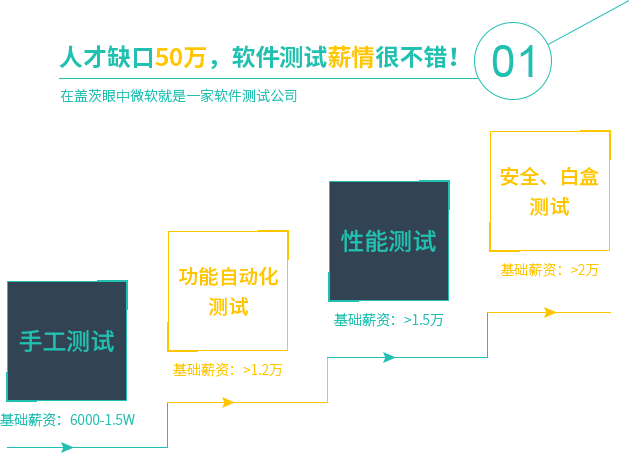 人才缺口50万，软件测试薪情很不错！
01
在盖茨眼中微软就是一家软件测试公司
安全、白盒
测试
基础薪资：>2万
性能测试
基础薪资：>1.5万
功能自动化
测试
基础薪资：>1.2万
手工测试
基础薪资：6000-1.5W